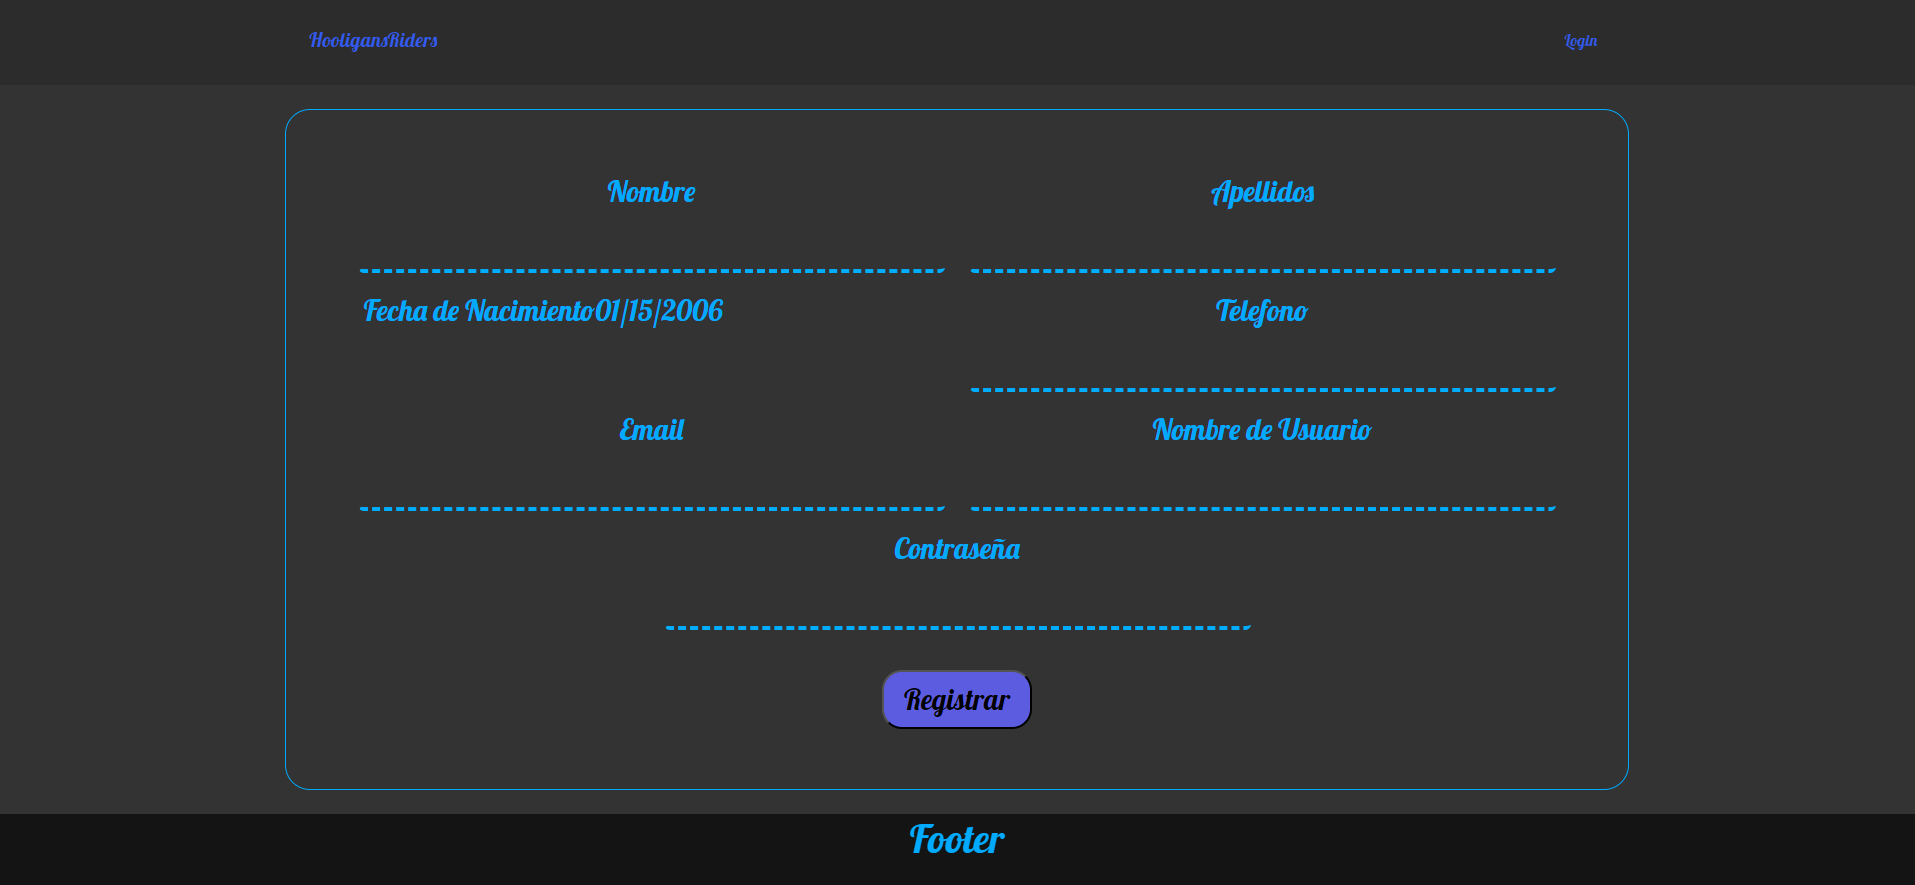 HooligansRiders
Login
Nombre
Apellidos
Fecha de Nacimiento01/15/2006
Telefono
Email
Nombre de Usuario
Contraseña
Registrar
Footer